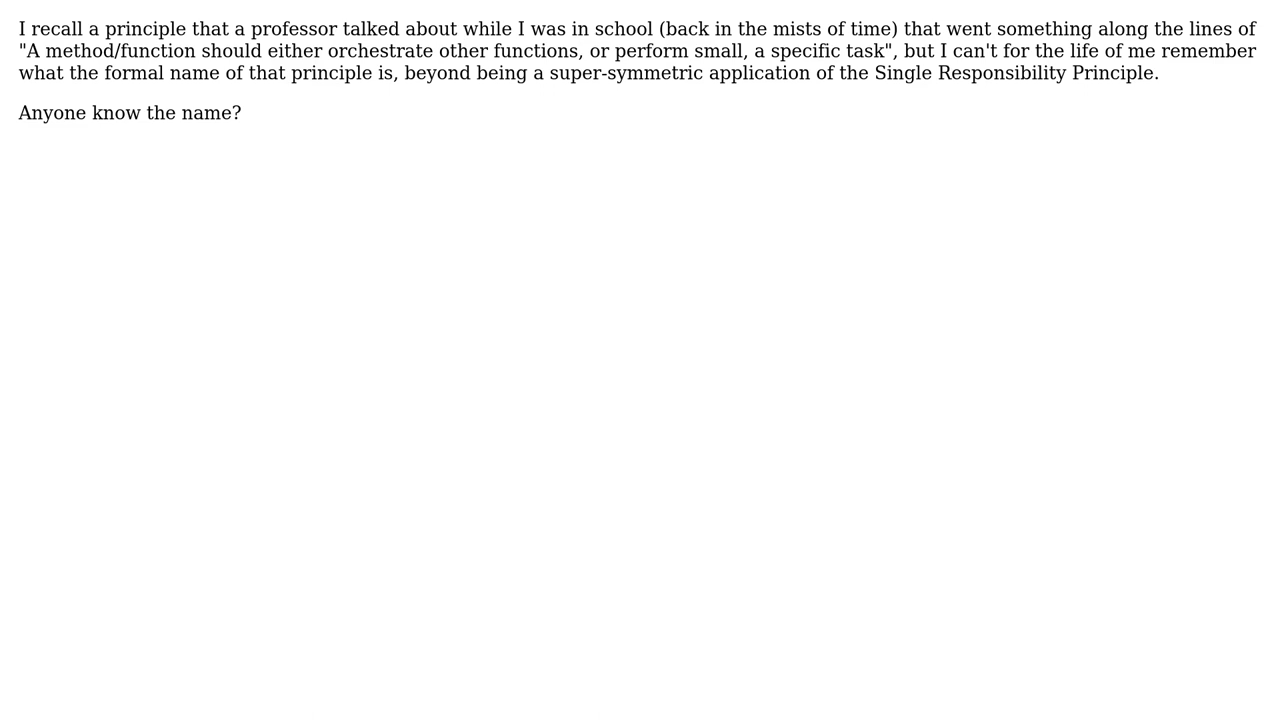 I recall a principle that a professor talked about while I was in school (back in the mists of time) that went something along the lines of
"A method/function should either orchestrate other functions, or perform small, a specific task", but I can't for the life of me remember
what the formal name of that principle is, beyond being a super-symmetric application of the Single Responsibility Principle.
Anyone know the name?